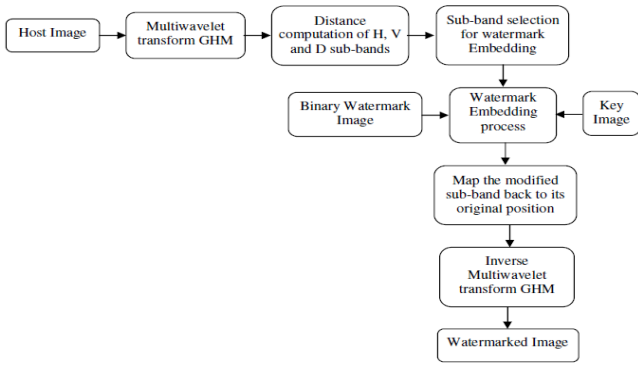 Host Image
Multiwavelet
transform GHM
Distance
computation of H, V
and D sub-bands
Sub-band selection
for watermark
Embedding
Binary Watermark
Image
Watermark
Embedding
process
Key
Image
Map the modified
sub-band back to its
original position
Inverse
Multiwavelet
transform GHM
Watermarked Image